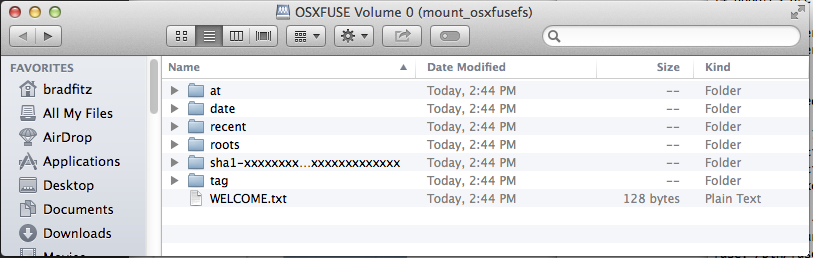 OSXFUSE Volume 0 (mount_osxfusefs)
FAVORITES
bradfitz
All My Files
AirDrop
Applications
Desktop
Documents
Downloads
Movies
Name Date Modified Size Kind
at Today, 2:44 PM -- Folder
date Today, 2:44 PM -- Folder
recent Today, 2:44 PM -- Folder
roots Today, 2:44 PM -- Folder
sha1-xxxxxxxx...xxxxxxxxxxxxx Today, 2:44 PM -- Folder
tag Today, 2:44 PM -- Folder
WELCOME.txt Today, 2:44 PM 128 bytes Plain Text